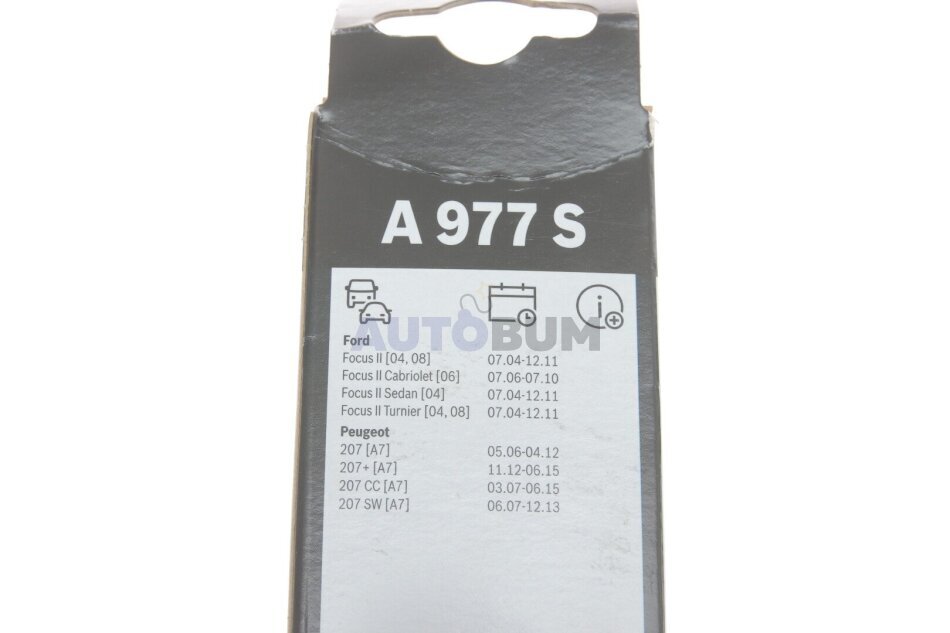 A 977 S
AUTOBUM
Ford
Focus II [04, 08] 07.04-12.11
Focus II Cabriolet [06] 07.06-07.10
Focus II Sedan [04] 07.04-12.11
Focus II Turnier [04, 08] 07.04-12.11
Peugeot
207 [A7] 05.06-04.12
207+ [A7] 11.12-06.15
207 CC [A7] 03.07-06.15
207 SW [A7] 06.07-12.13